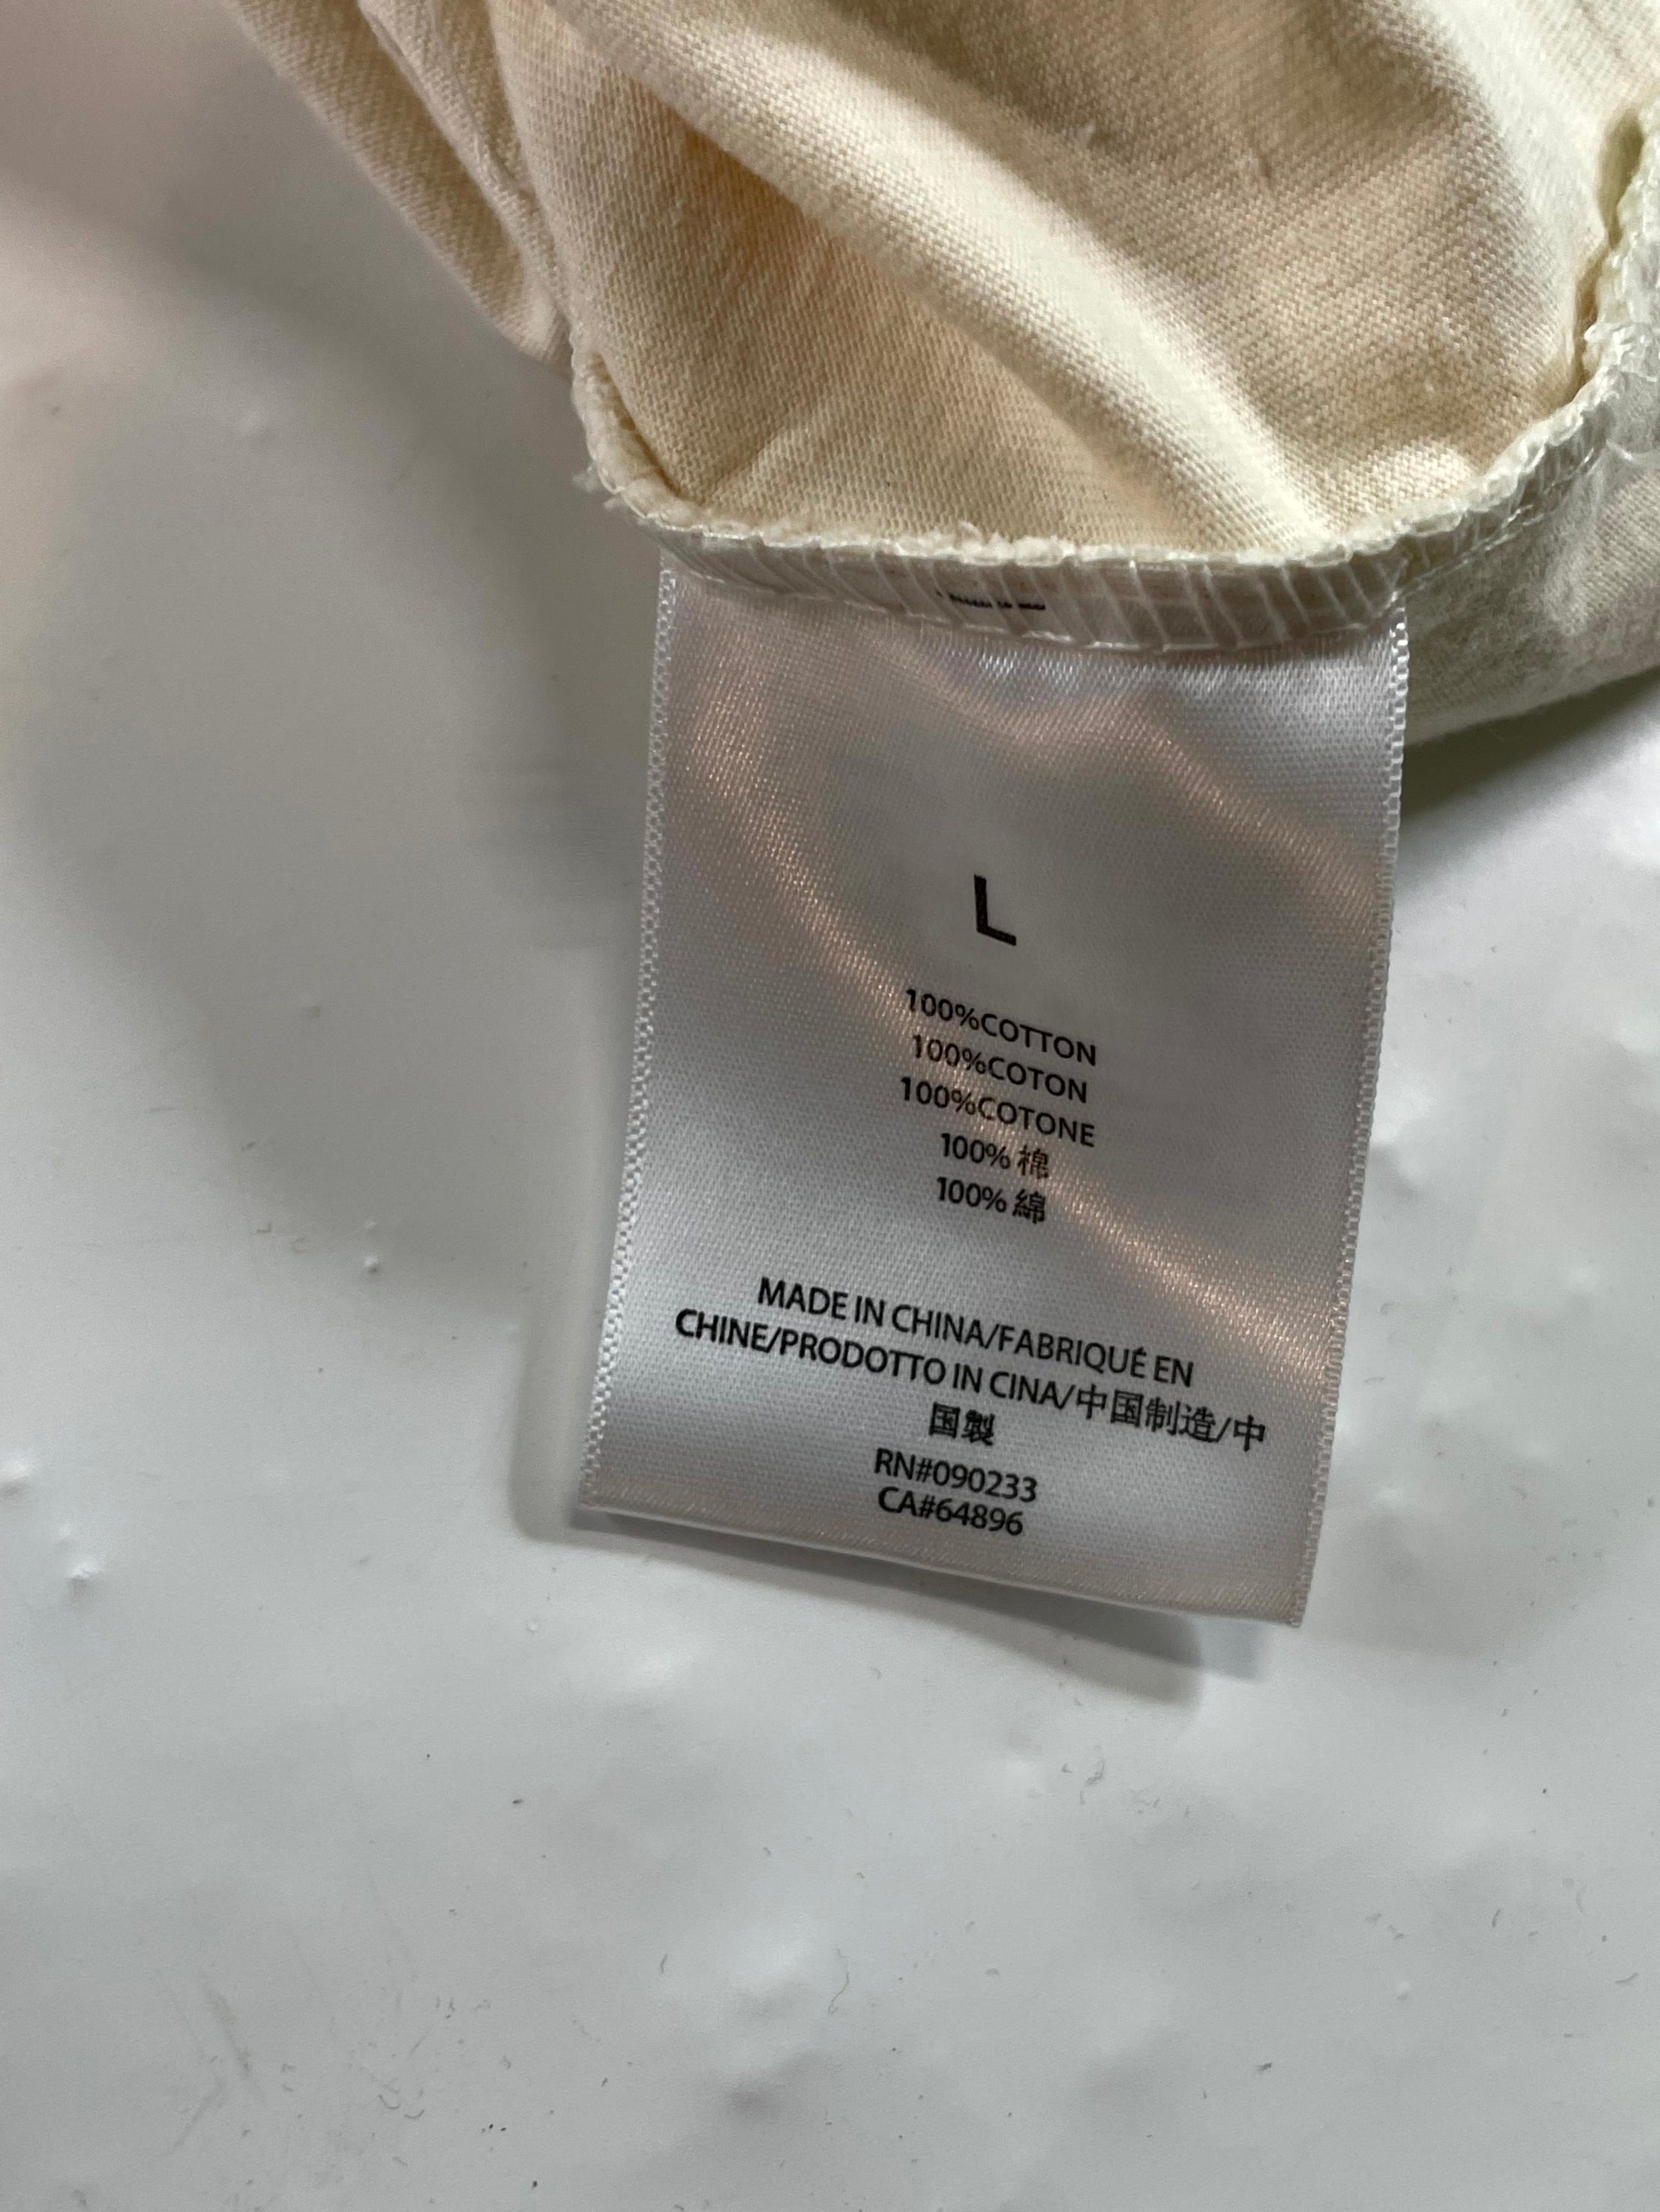 L
100%COTTON
100%COTON
100%COTONE
100% 棉
100% 綿
MADE IN CHINA/FABRIQUÉ EN
CHINE/PRODOTTO IN CINA/中国制造/中
国製
RN#090233
CA#64896